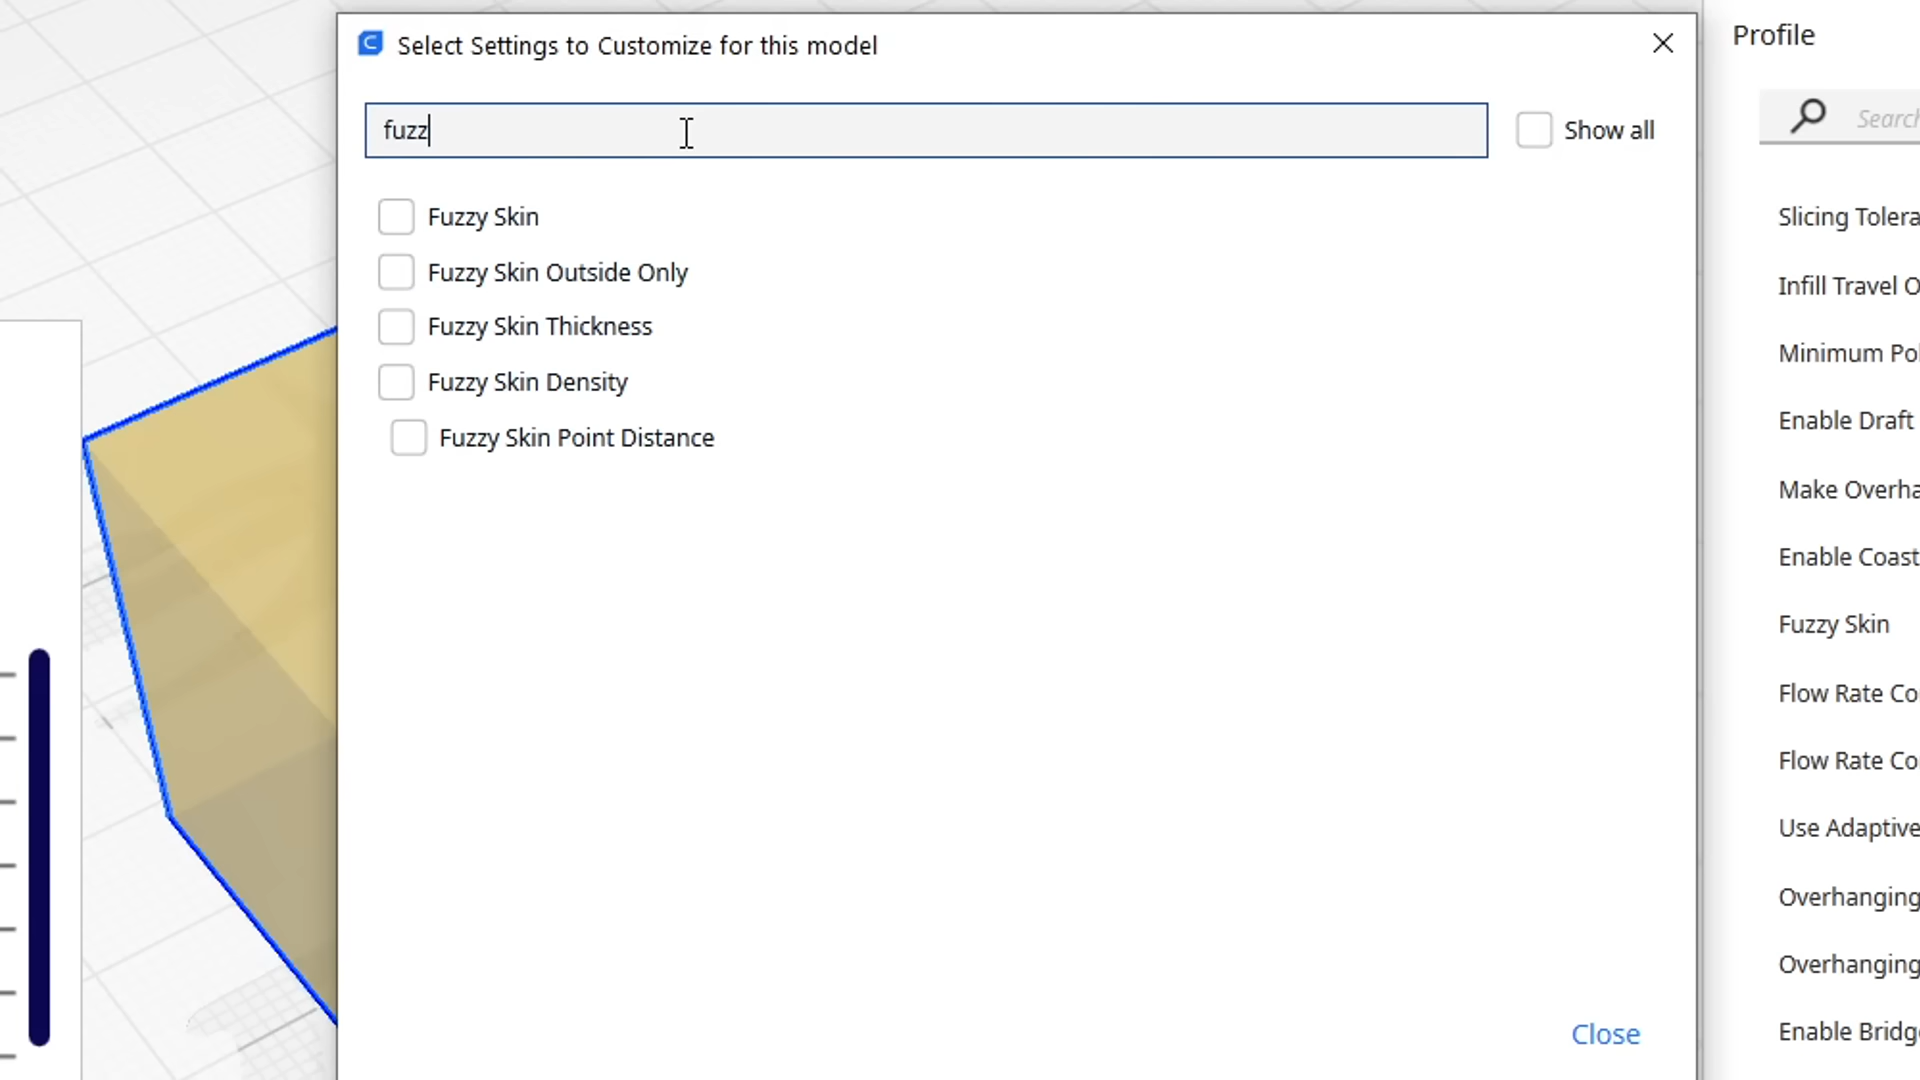 Select Settings to Customize for this model
fuzz
Show all
Fuzzy Skin
Fuzzy Skin Outside Only
Fuzzy Skin Thickness
Fuzzy Skin Density
Fuzzy Skin Point Distance
Close
Profile
Search
Slicing Tolera
Infill Travel O
Minimum Pol
Enable Draft
Make Overha
Enable Coast
Fuzzy Skin
Flow Rate Co
Flow Rate Co
Use Adaptive
Overhanging
Overhanging
Enable Bridg